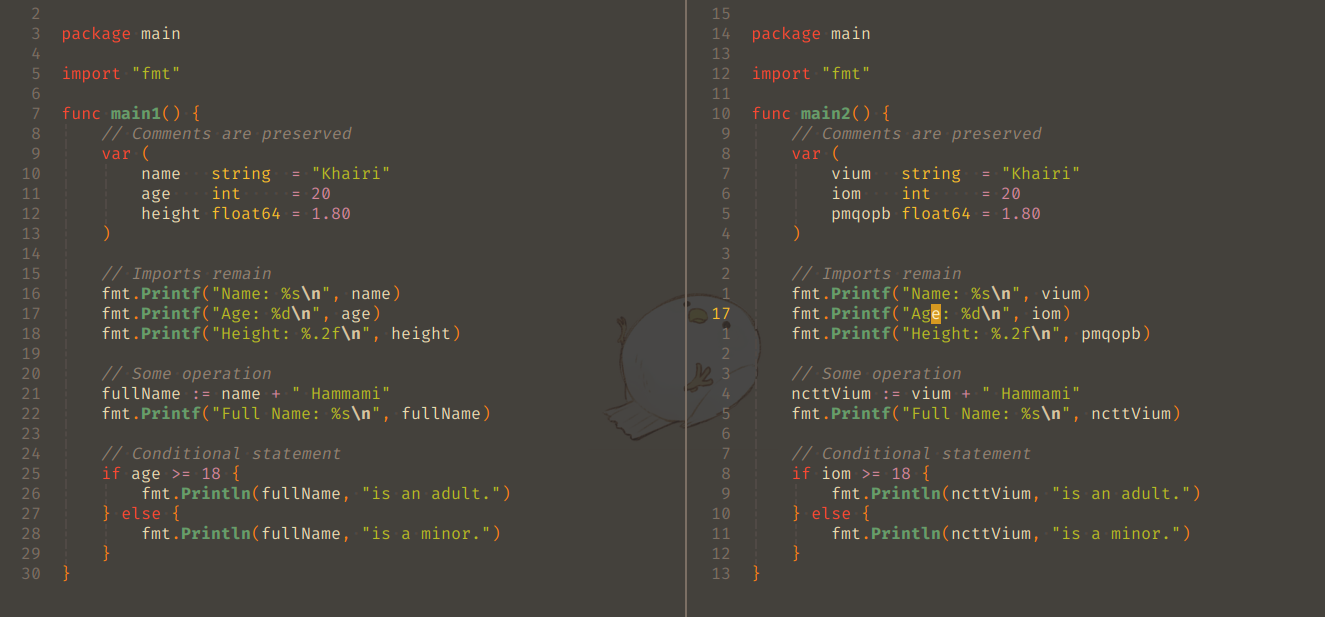 2
3 package main
4
5 import "fmt"
6
7 func main1() {
8     // Comments are preserved
9     var (
10         name   string  = "Khairi"
11         age    int     = 20
12         height float64 = 1.80
13     )
14
15     // Imports remain
16     fmt.Printf("Name: %s\n", name)
17     fmt.Printf("Age: %d\n", age)
18     fmt.Printf("Height: %.2f\n", height)
19
20     // Some operation
21     fullName := name + " Hammami"
22     fmt.Printf("Full Name: %s\n", fullName)
23
24     // Conditional statement
25     if age >= 18 {
26         fmt.Println(fullName, "is an adult.")
27     } else {
28         fmt.Println(fullName, "is a minor.")
29     }
30 }
15
14 package main
13
12 import "fmt"
11
10 func main2() {
9     // Comments are preserved
8     var (
7         vium   string  = "Khairi"
6         iom    int     = 20
5         pmqopb float64 = 1.80
4     )
3
2     // Imports remain
1     fmt.Printf("Name: %s\n", vium)
17     fmt.Printf("Age: %d\n", iom)
1     fmt.Printf("Height: %.2f\n", pmqopb)
2
3     // Some operation
4     ncttVium := vium + " Hammami"
5     fmt.Printf("Full Name: %s\n", ncttVium)
6
7     // Conditional statement
8     if iom >= 18 {
9         fmt.Println(ncttVium, "is an adult.")
10     } else {
11         fmt.Println(ncttVium, "is a minor.")
12     }
13 }